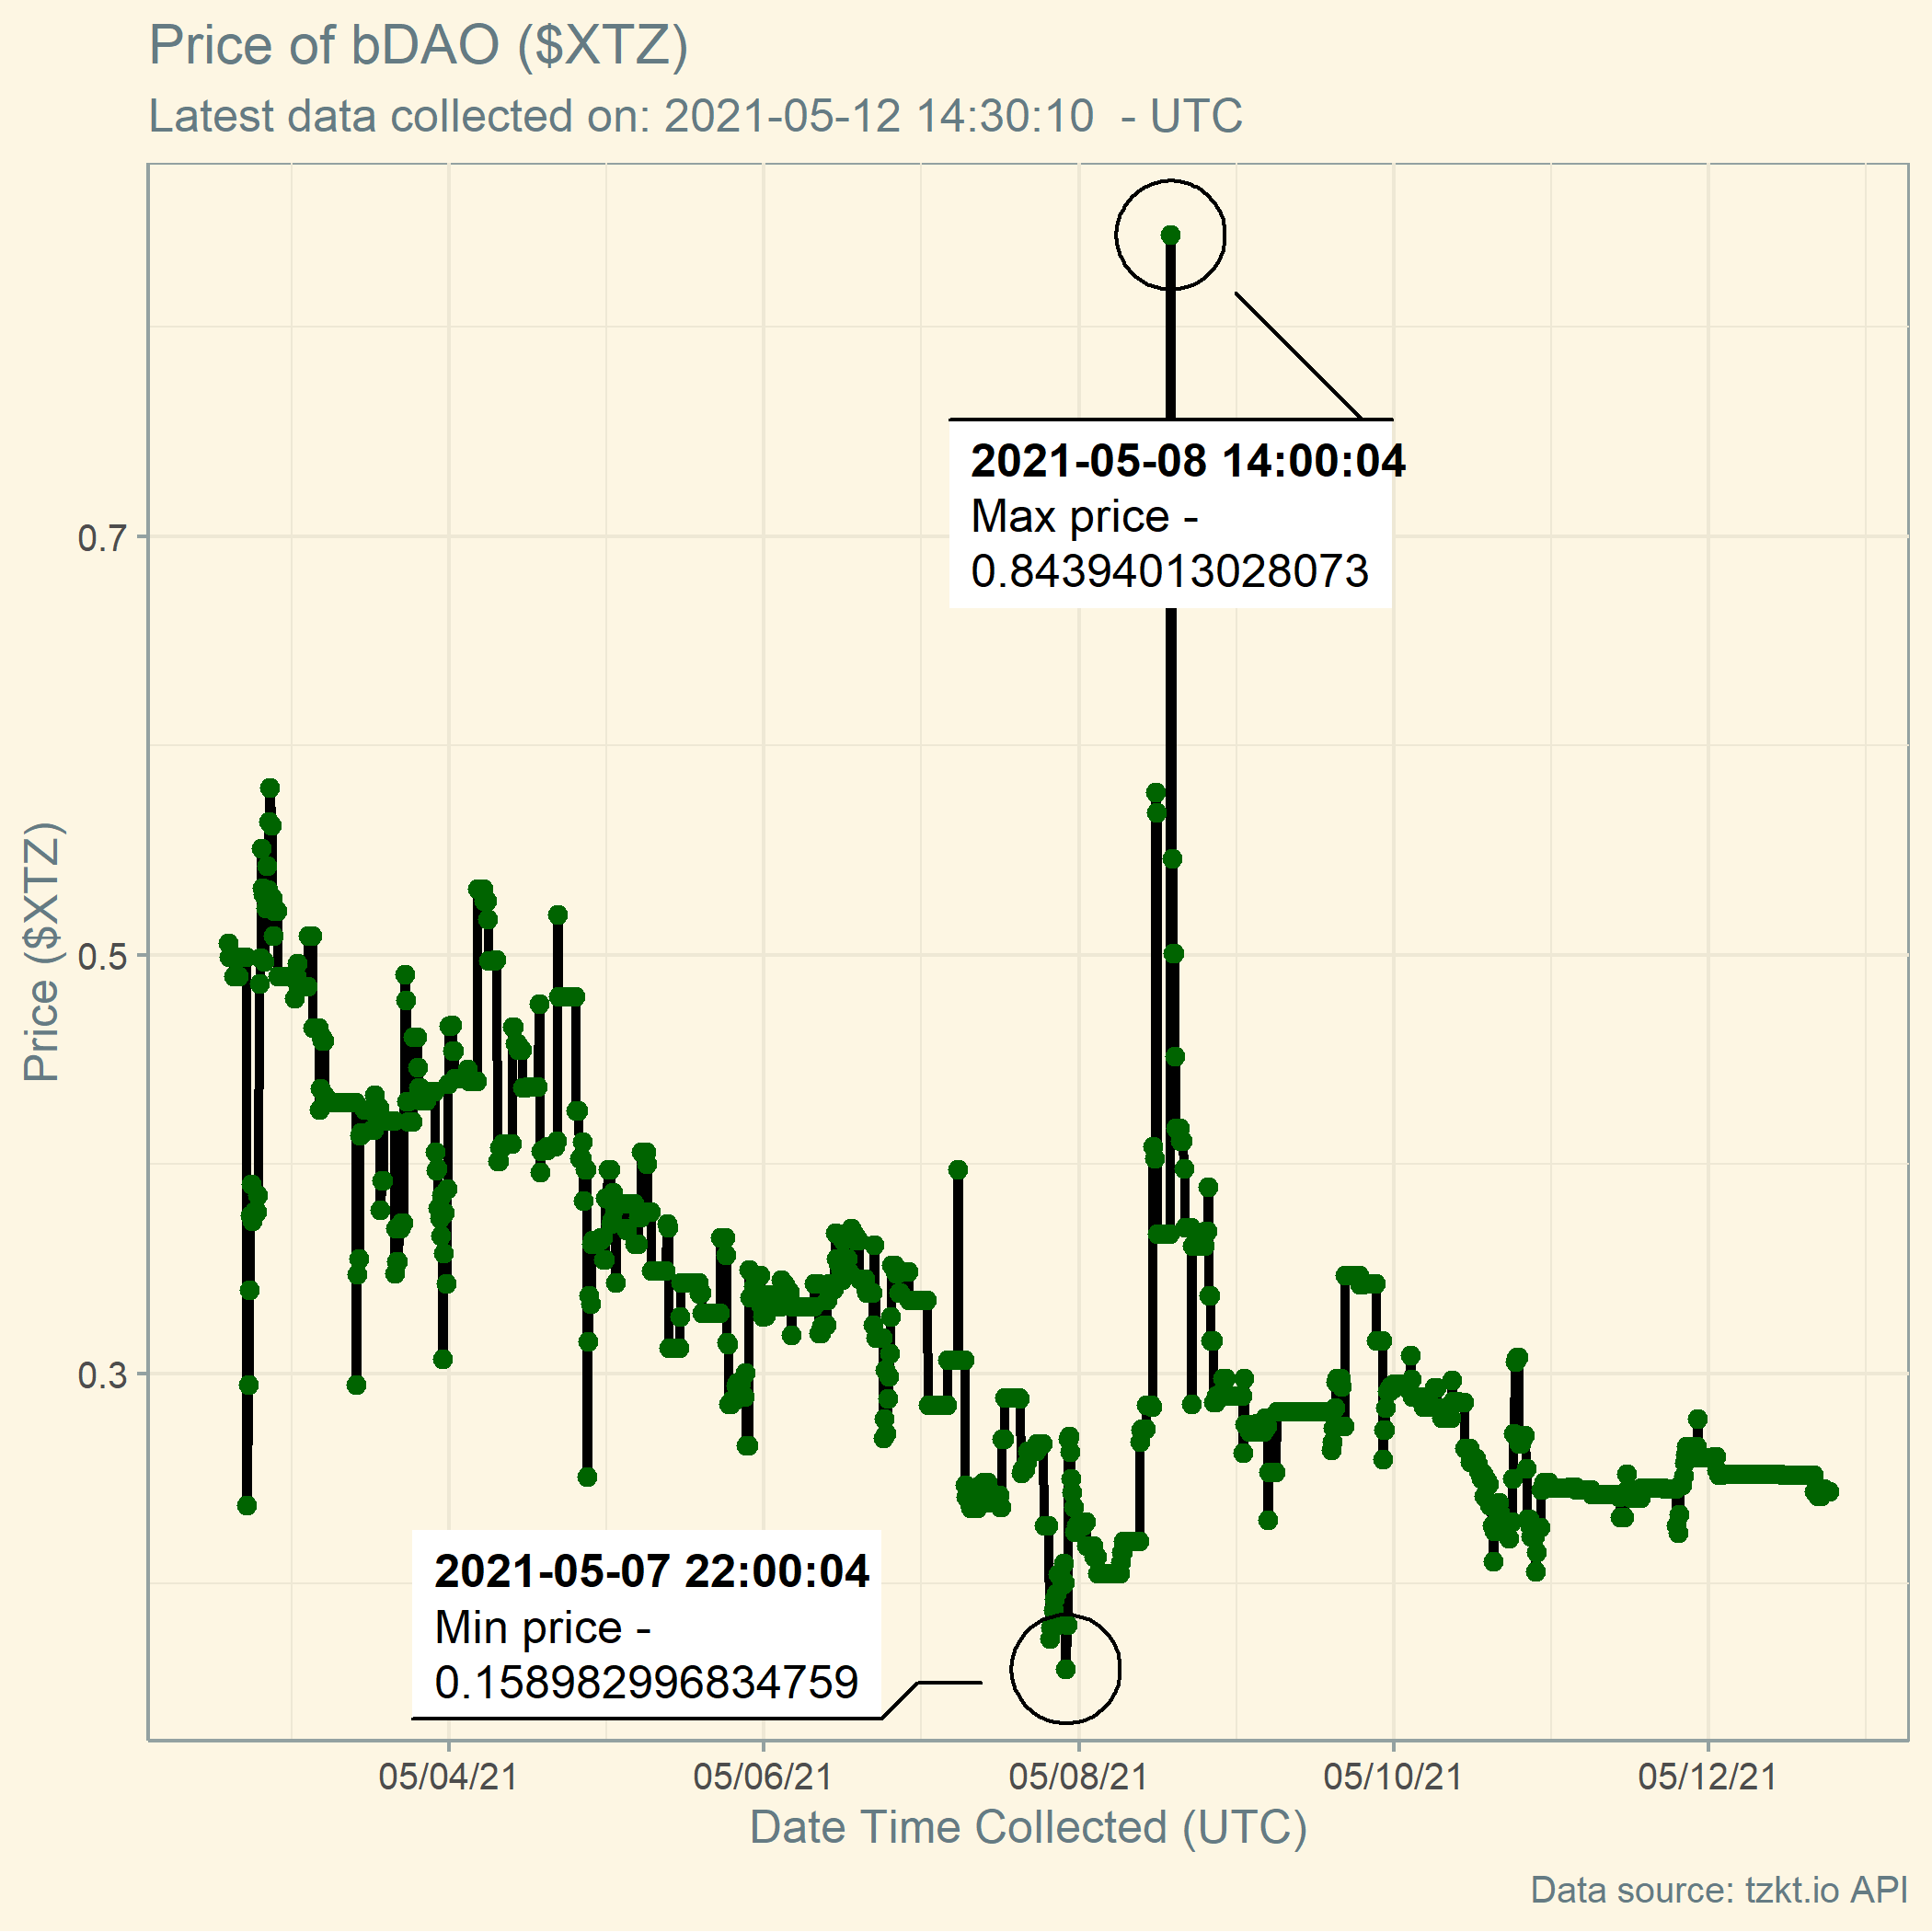 Price of bDAO ($XTZ)
Latest data collected on: 2021-05-12 14:30:10  - UTC
2021-05-08 14:00:04
Max price -
0.84394013028073
0.7
0.5
0.3
Price ($XTZ)
2021-05-07 22:00:04
Min price -
0.158982996834759
05/04/21
05/06/21
05/08/21
05/10/21
05/12/21
Date Time Collected (UTC)
Data source: tzkt.io API